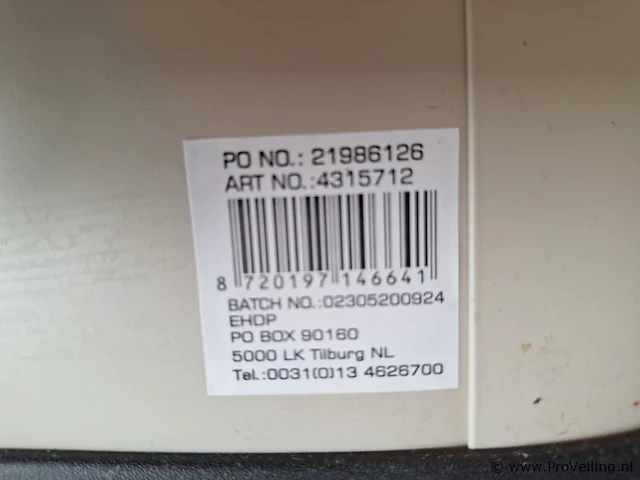 PO NO.: 21986126
ART NO.:4315712
8 720197 146641
BATCH NO.:02305200924
EHDP
PO BOX 90160
5000 LK Tilburg NL
Tel.:0031(0)13 4626700
© www.ProVeiling.nl